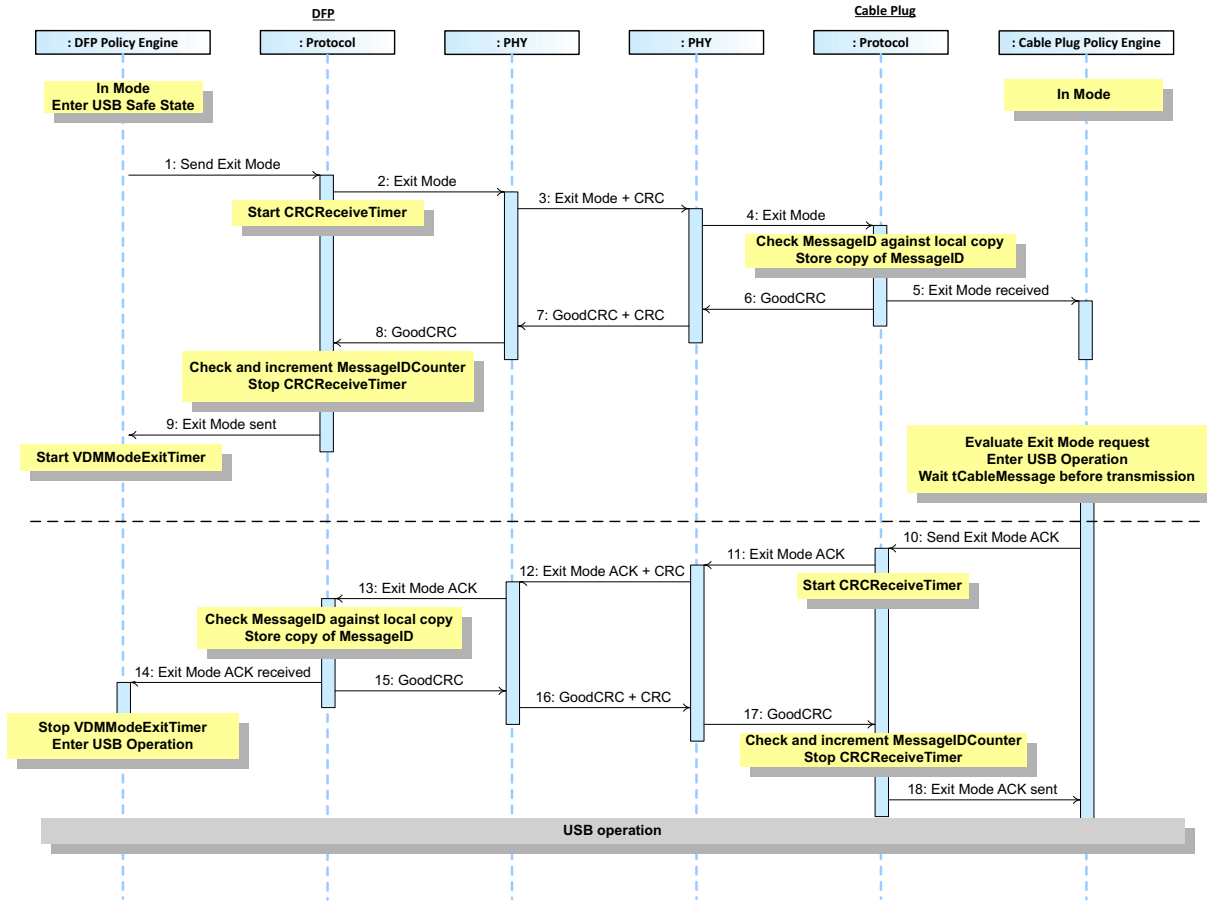 DFP
Cable Plug
: DFP Policy Engine
: Protocol
: PHY
: PHY
: Protocol
: Cable Plug Policy Engine
In Mode
Enter USB Safe State
In Mode
1: Send Exit Mode
2: Exit Mode
3: Exit Mode + CRC
Start CRCReceiveTimer
4: Exit Mode
Check MessageID against local copy
Store copy of MessageID
5: Exit Mode received
6: GoodCRC
7: GoodCRC + CRC
8: GoodCRC
Check and increment MessageIDCounter
Stop CRCReceiveTimer
9: Exit Mode sent
Start VDMModeExitTimer
Evaluate Exit Mode request
Enter USB Operation
Wait tCableMessage before transmission
10: Send Exit Mode ACK
11: Exit Mode ACK
12: Exit Mode ACK + CRC
Start CRCReceiveTimer
13: Exit Mode ACK
Check MessageID against local copy
Store copy of MessageID
14: Exit Mode ACK received
15: GoodCRC
16: GoodCRC + CRC
17: GoodCRC
Stop VDMModeExitTimer
Enter USB Operation
Check and increment MessageIDCounter
Stop CRCReceiveTimer
18: Exit Mode ACK sent
USB operation